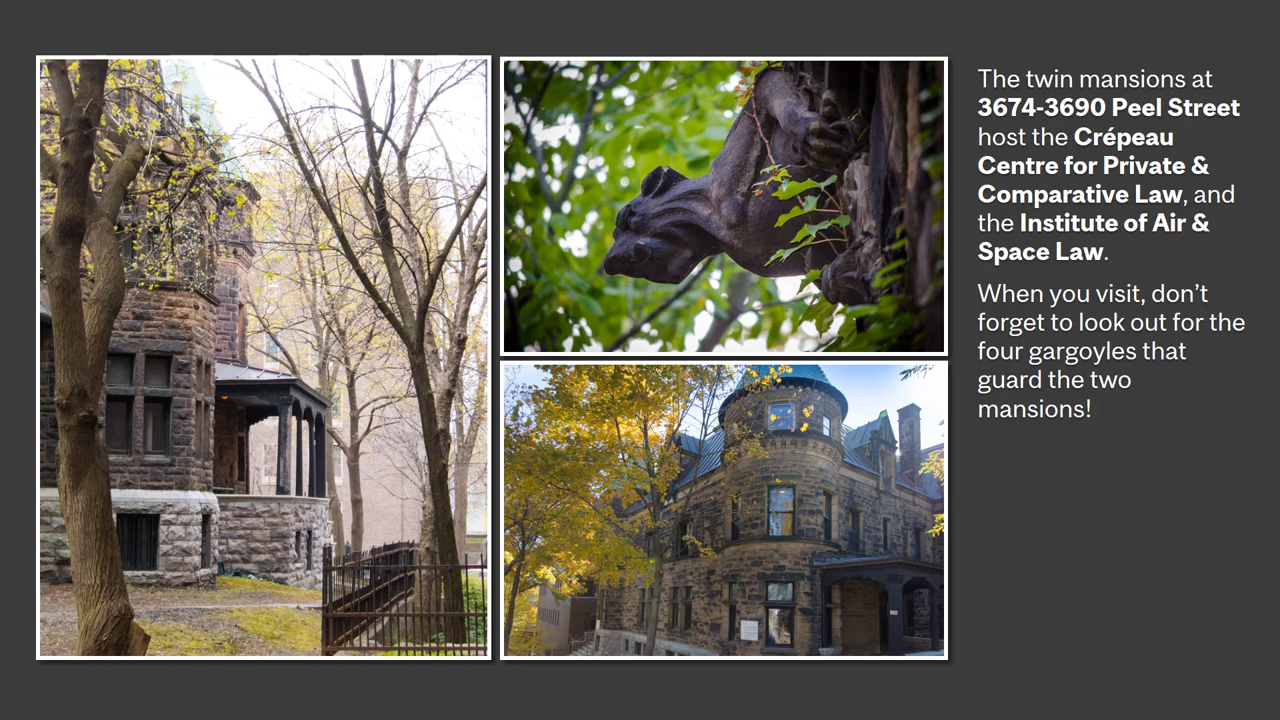 The twin mansions at
3674-3690 Peel Street
host the Crépeau
Centre for Private &
Comparative Law, and
the Institute of Air &
Space Law.
When you visit, don’t
forget to look out for the
four gargoyles that
guard the two
mansions!